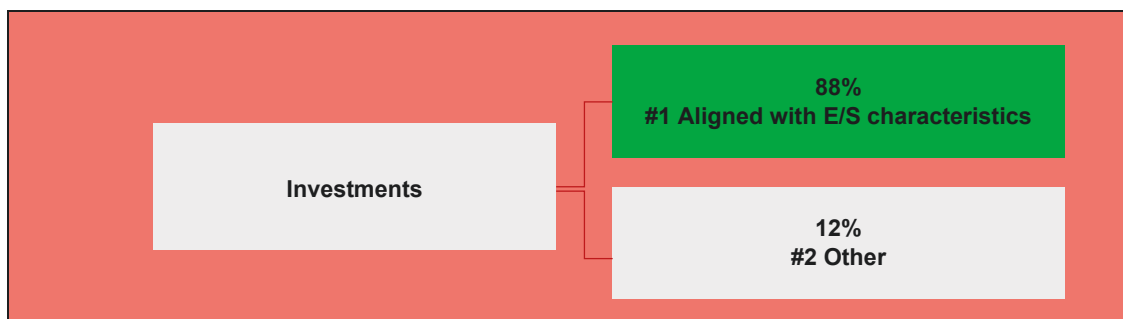 88%
#1 Aligned with E/S characteristics
Investments
12%
#2 Other